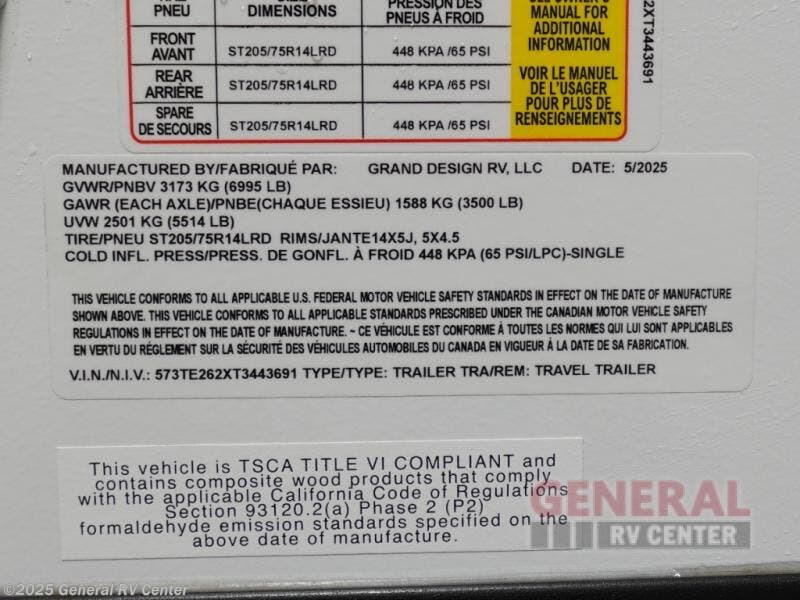 PNEU DIMENSIONS PNEUS À FROID
FRONT
AVANT ST205/75R14LRD 448 KPA /65 PSI
REAR
ARRIÈRE ST205/75R14LRD 448 KPA /65 PSI
SPARE
DE SECOURS ST205/75R14LRD 448 KPA /65 PSI
MANUAL FOR
ADDITIONAL
INFORMATION
VOIR LE MANUEL
DE L'USAGER
POUR PLUS DE
RENSEIGNEMENTS
2XT3443691
MANUFACTURED BY/FABRIQUÉ PAR: GRAND DESIGN RV, LLC DATE: 5/2025
GVWR/PNBV 3173 KG (6995 LB)
GAWR (EACH AXLE)/PNBE(CHAQUE ESSIEU) 1588 KG (3500 LB)
UVW 2501 KG (5514 LB)
TIRE/PNEU ST205/75R14LRD RIMS/JANTE14X5J, 5X4.5
COLD INFL. PRESS/PRESS. DE GONFL. À FROID 448 KPA (65 PSI/LPC)-SINGLE
THIS VEHICLE CONFORMS TO ALL APPLICABLE U.S. FEDERAL MOTOR VEHICLE SAFETY STANDARDS IN EFFECT ON THE DATE OF MANUFACTURE
SHOWN ABOVE. THIS VEHICLE CONFORMS TO ALL APPLICABLE STANDARDS PRESCRIBED UNDER THE CANADIAN MOTOR VEHICLE SAFETY
REGULATIONS IN EFFECT ON THE DATE OF MANUFACTURE. ~ CE VÉHICULE EST CONFORME À TOUTES LES NORMES QUI LUI SONT APPLICABLES
EN VERTU DU RÉGLEMENT SUR LA SÉCURITÉ DES VÉHICULES AUTOMOBILES DU CANADA EN VIGUEUR À LA DATE DE SA FABRICATION.
V.I.N./N.I.V.: 573TE262XT3443691 TYPE/TYPE: TRAILER TRA/REM: TRAVEL TRAILER
This vehicle is TSCA TITLE VI COMPLIANT and
contains composite wood products that comply
with the applicable California Code of Regulations
Section 93120.2(a) Phase 2 (P2)
formaldehyde emission standards specified on the
above date of manufacture.
GENERAL
RV CENTER
©2025 General RV Center